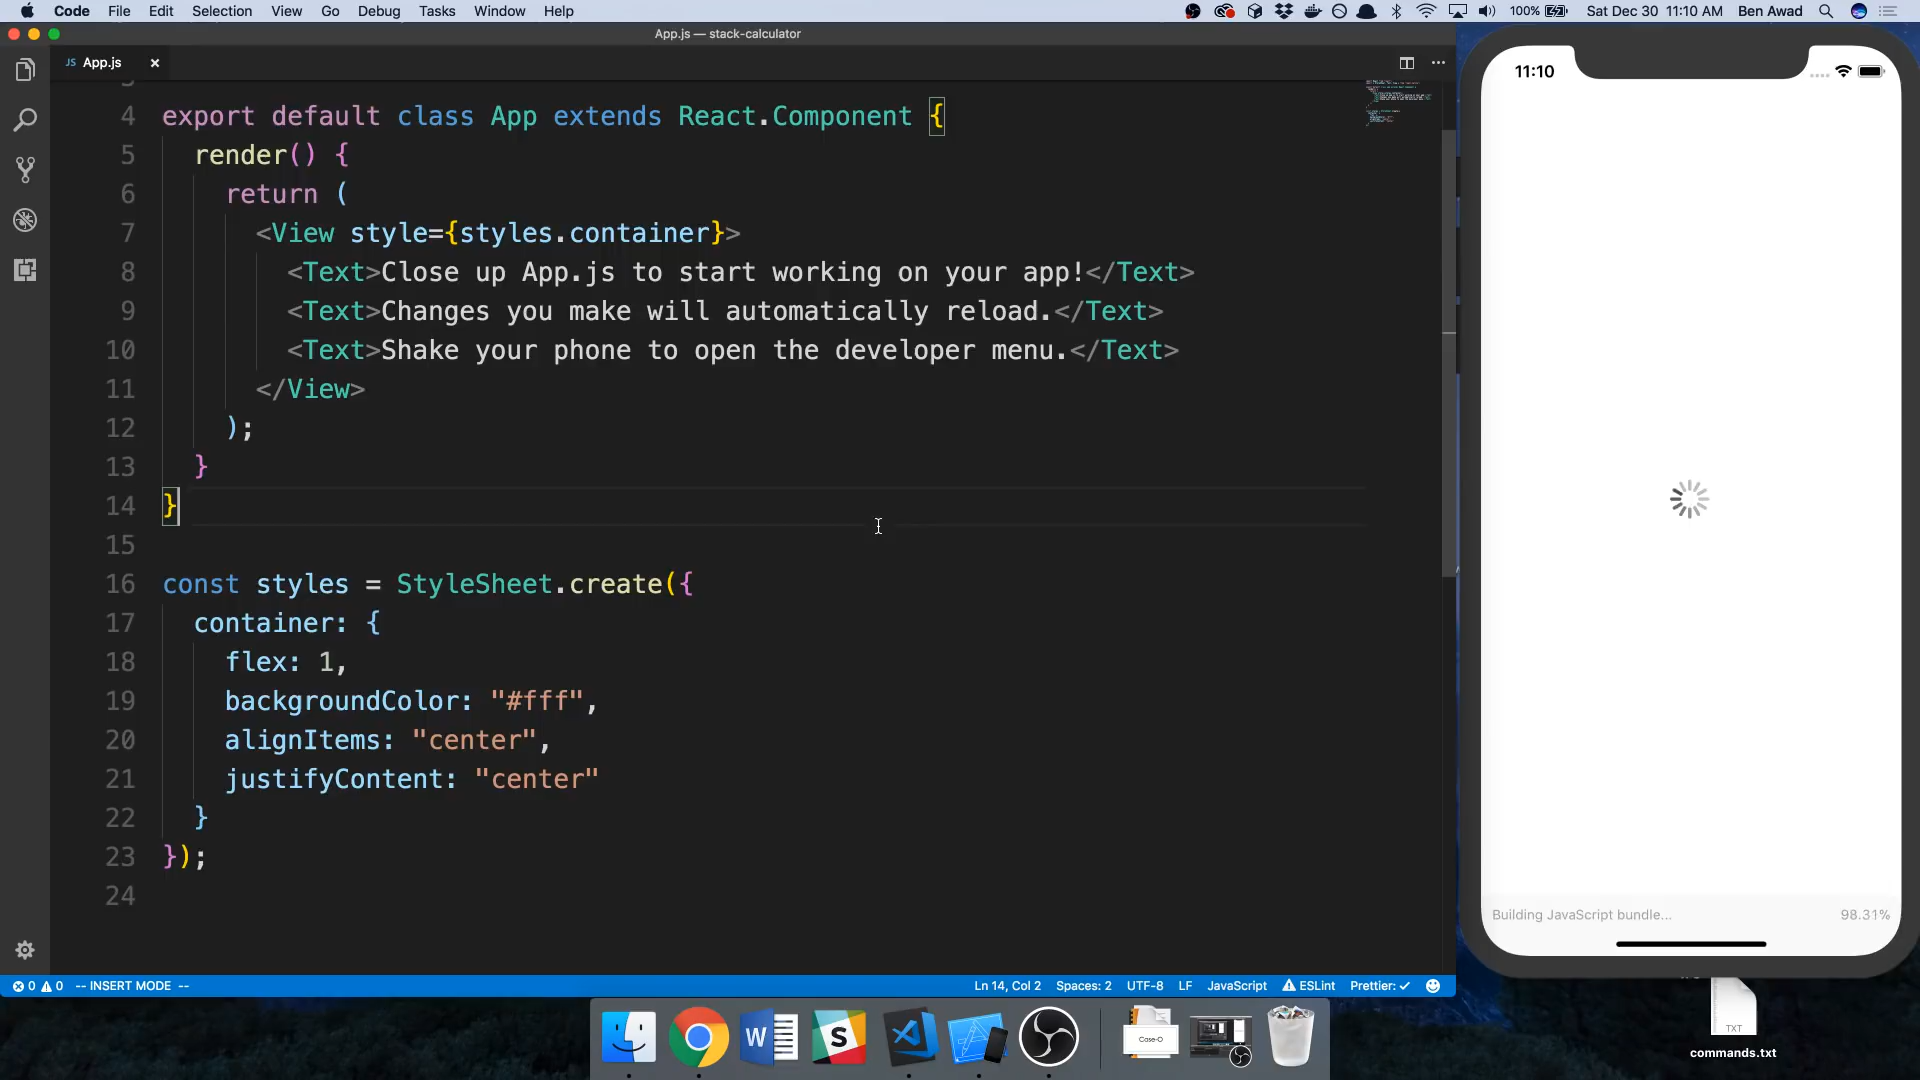 Code File Edit Selection View Go Debug Tasks Window Help 100% Sat Dec 30 11:10 AM Ben Awad
App.js — stack-calculator
JS App.js
4 export default class App extends React.Component {
5 render() {
6 return (
7 <View style={styles.container}>
8 <Text>Close up App.js to start working on your app!</Text>
9 <Text>Changes you make will automatically reload.</Text>
10 <Text>Shake your phone to open the developer menu.</Text>
11 </View>
12 );
13 }
14 }
15
16 const styles = StyleSheet.create({
17 container: {
18 flex: 1,
19 backgroundColor: "#fff",
20 alignItems: "center",
21 justifyContent: "center"
22 }
23 });
24
0 0 -- INSERT MODE -- Ln 14, Col 2 Spaces: 2 UTF-8 LF JavaScript ESLint Prettier: ✓
11:10
Building JavaScript bundle... 98.31%
W
S
Case-O
TXT
commands.txt